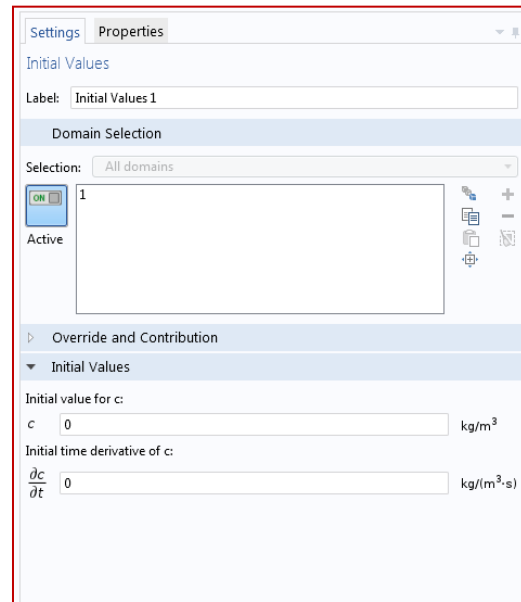 Settings Properties
Initial Values
Label: Initial Values 1
Domain Selection
Selection: All domains
ON
1
Active
Override and Contribution
Initial Values
Initial value for c:
c 0 kg/m³
Initial time derivative of c:
∂c/∂t 0 kg/(m³·s)